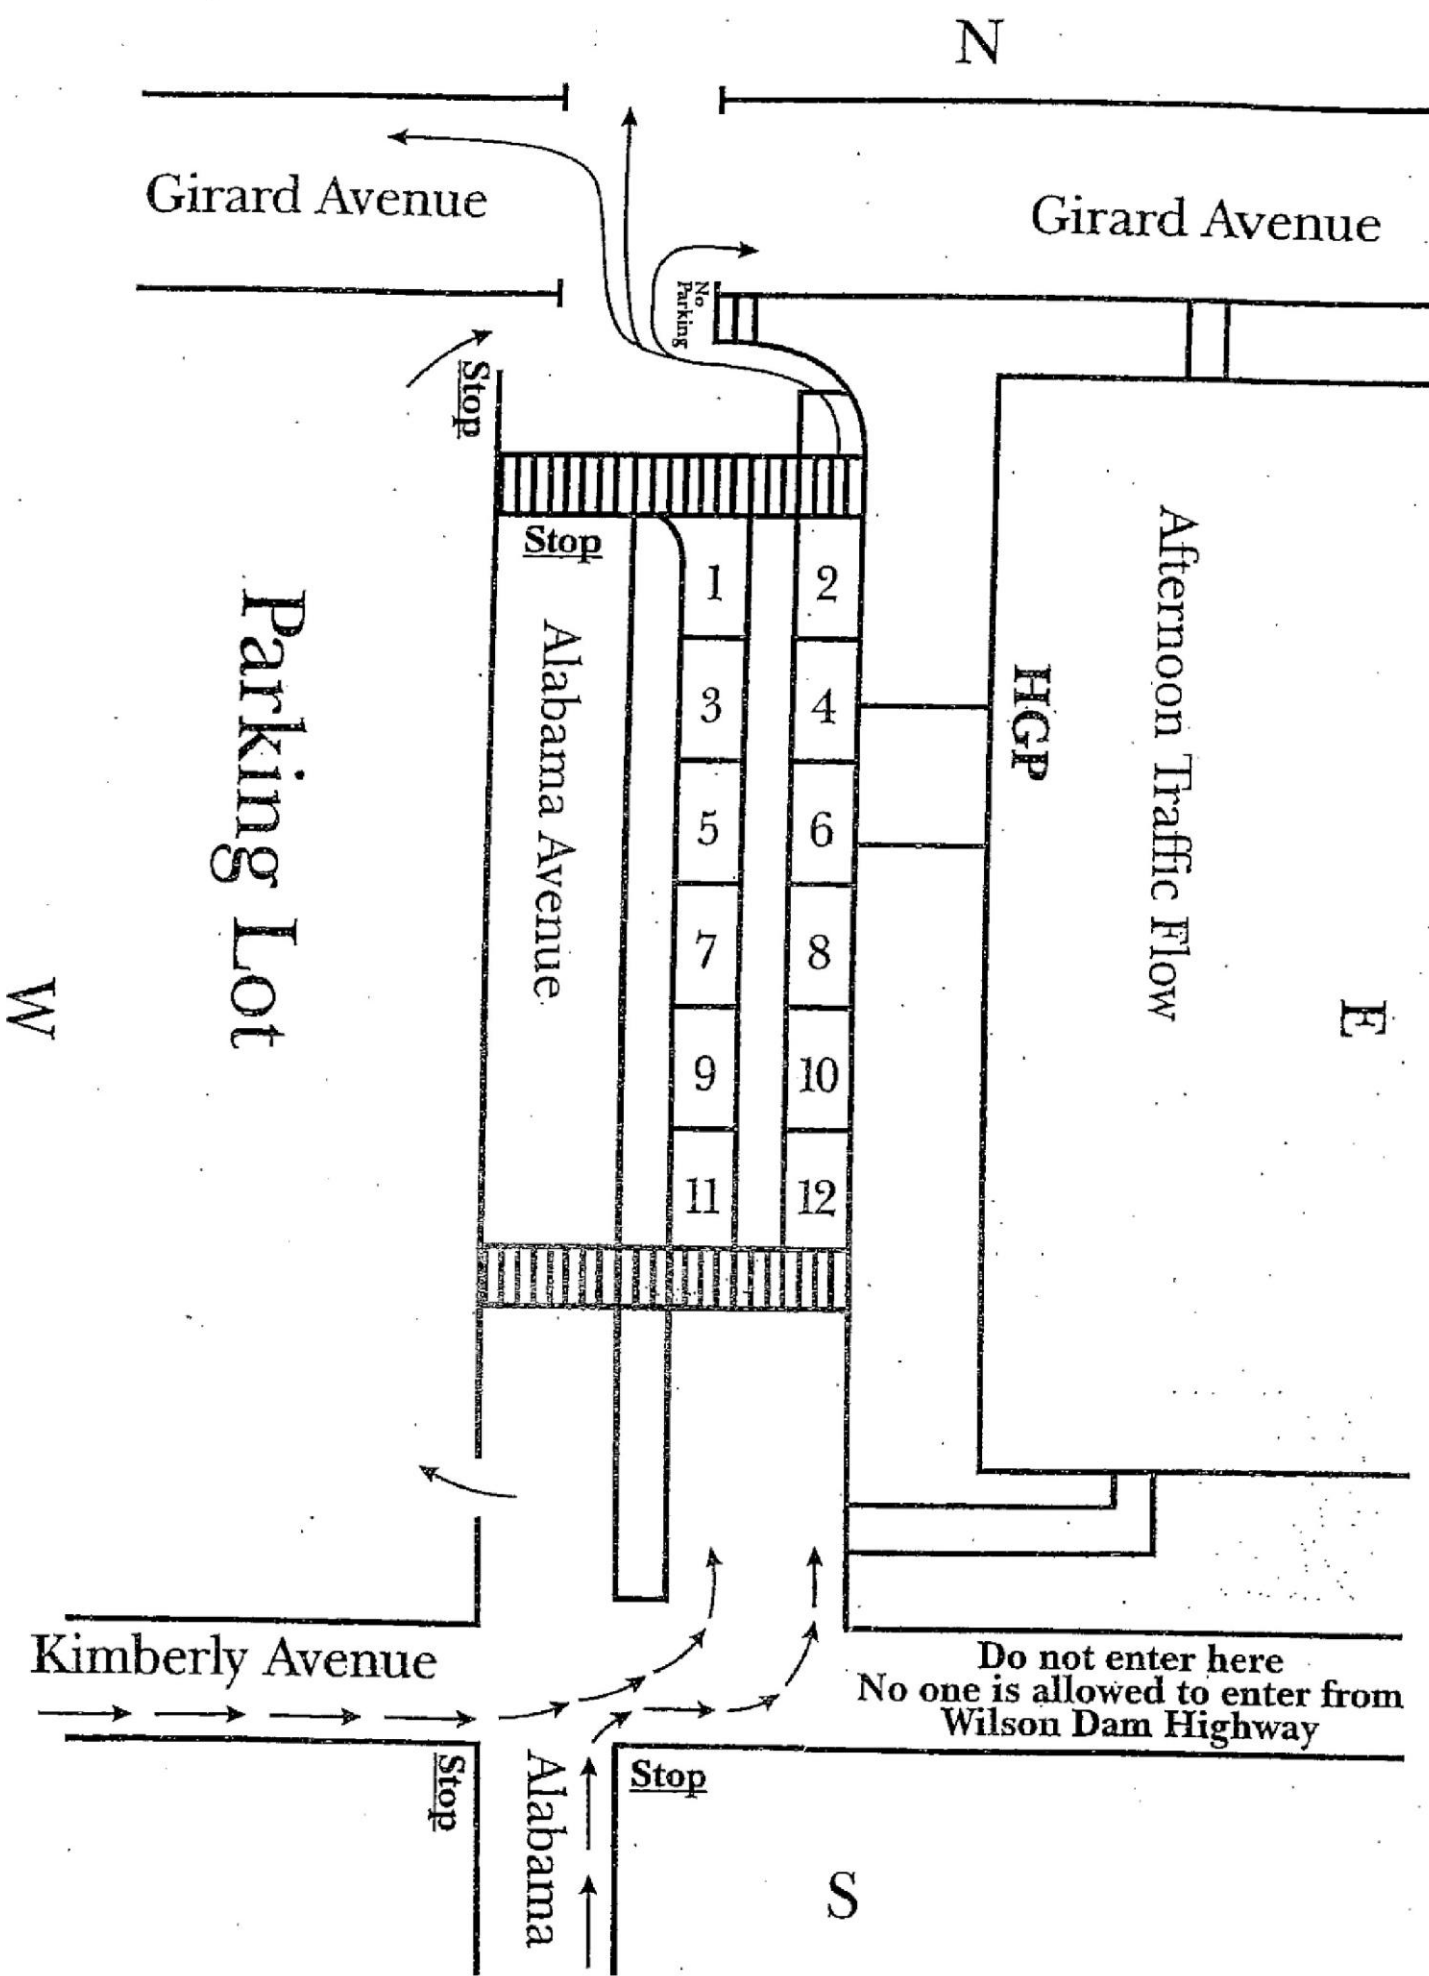 N
Girard Avenue
Girard Avenue
No
Parking
Stop
Stop
1
2
3
4
5
6
7
8
9
10
11
12
Alabama Avenue
HGP
Afternoon Traffic Flow
Parking Lot
W
E
Kimberly Avenue
Do not enter here
No one is allowed to enter from
Wilson Dam Highway
Stop
Alabama
Stop
S